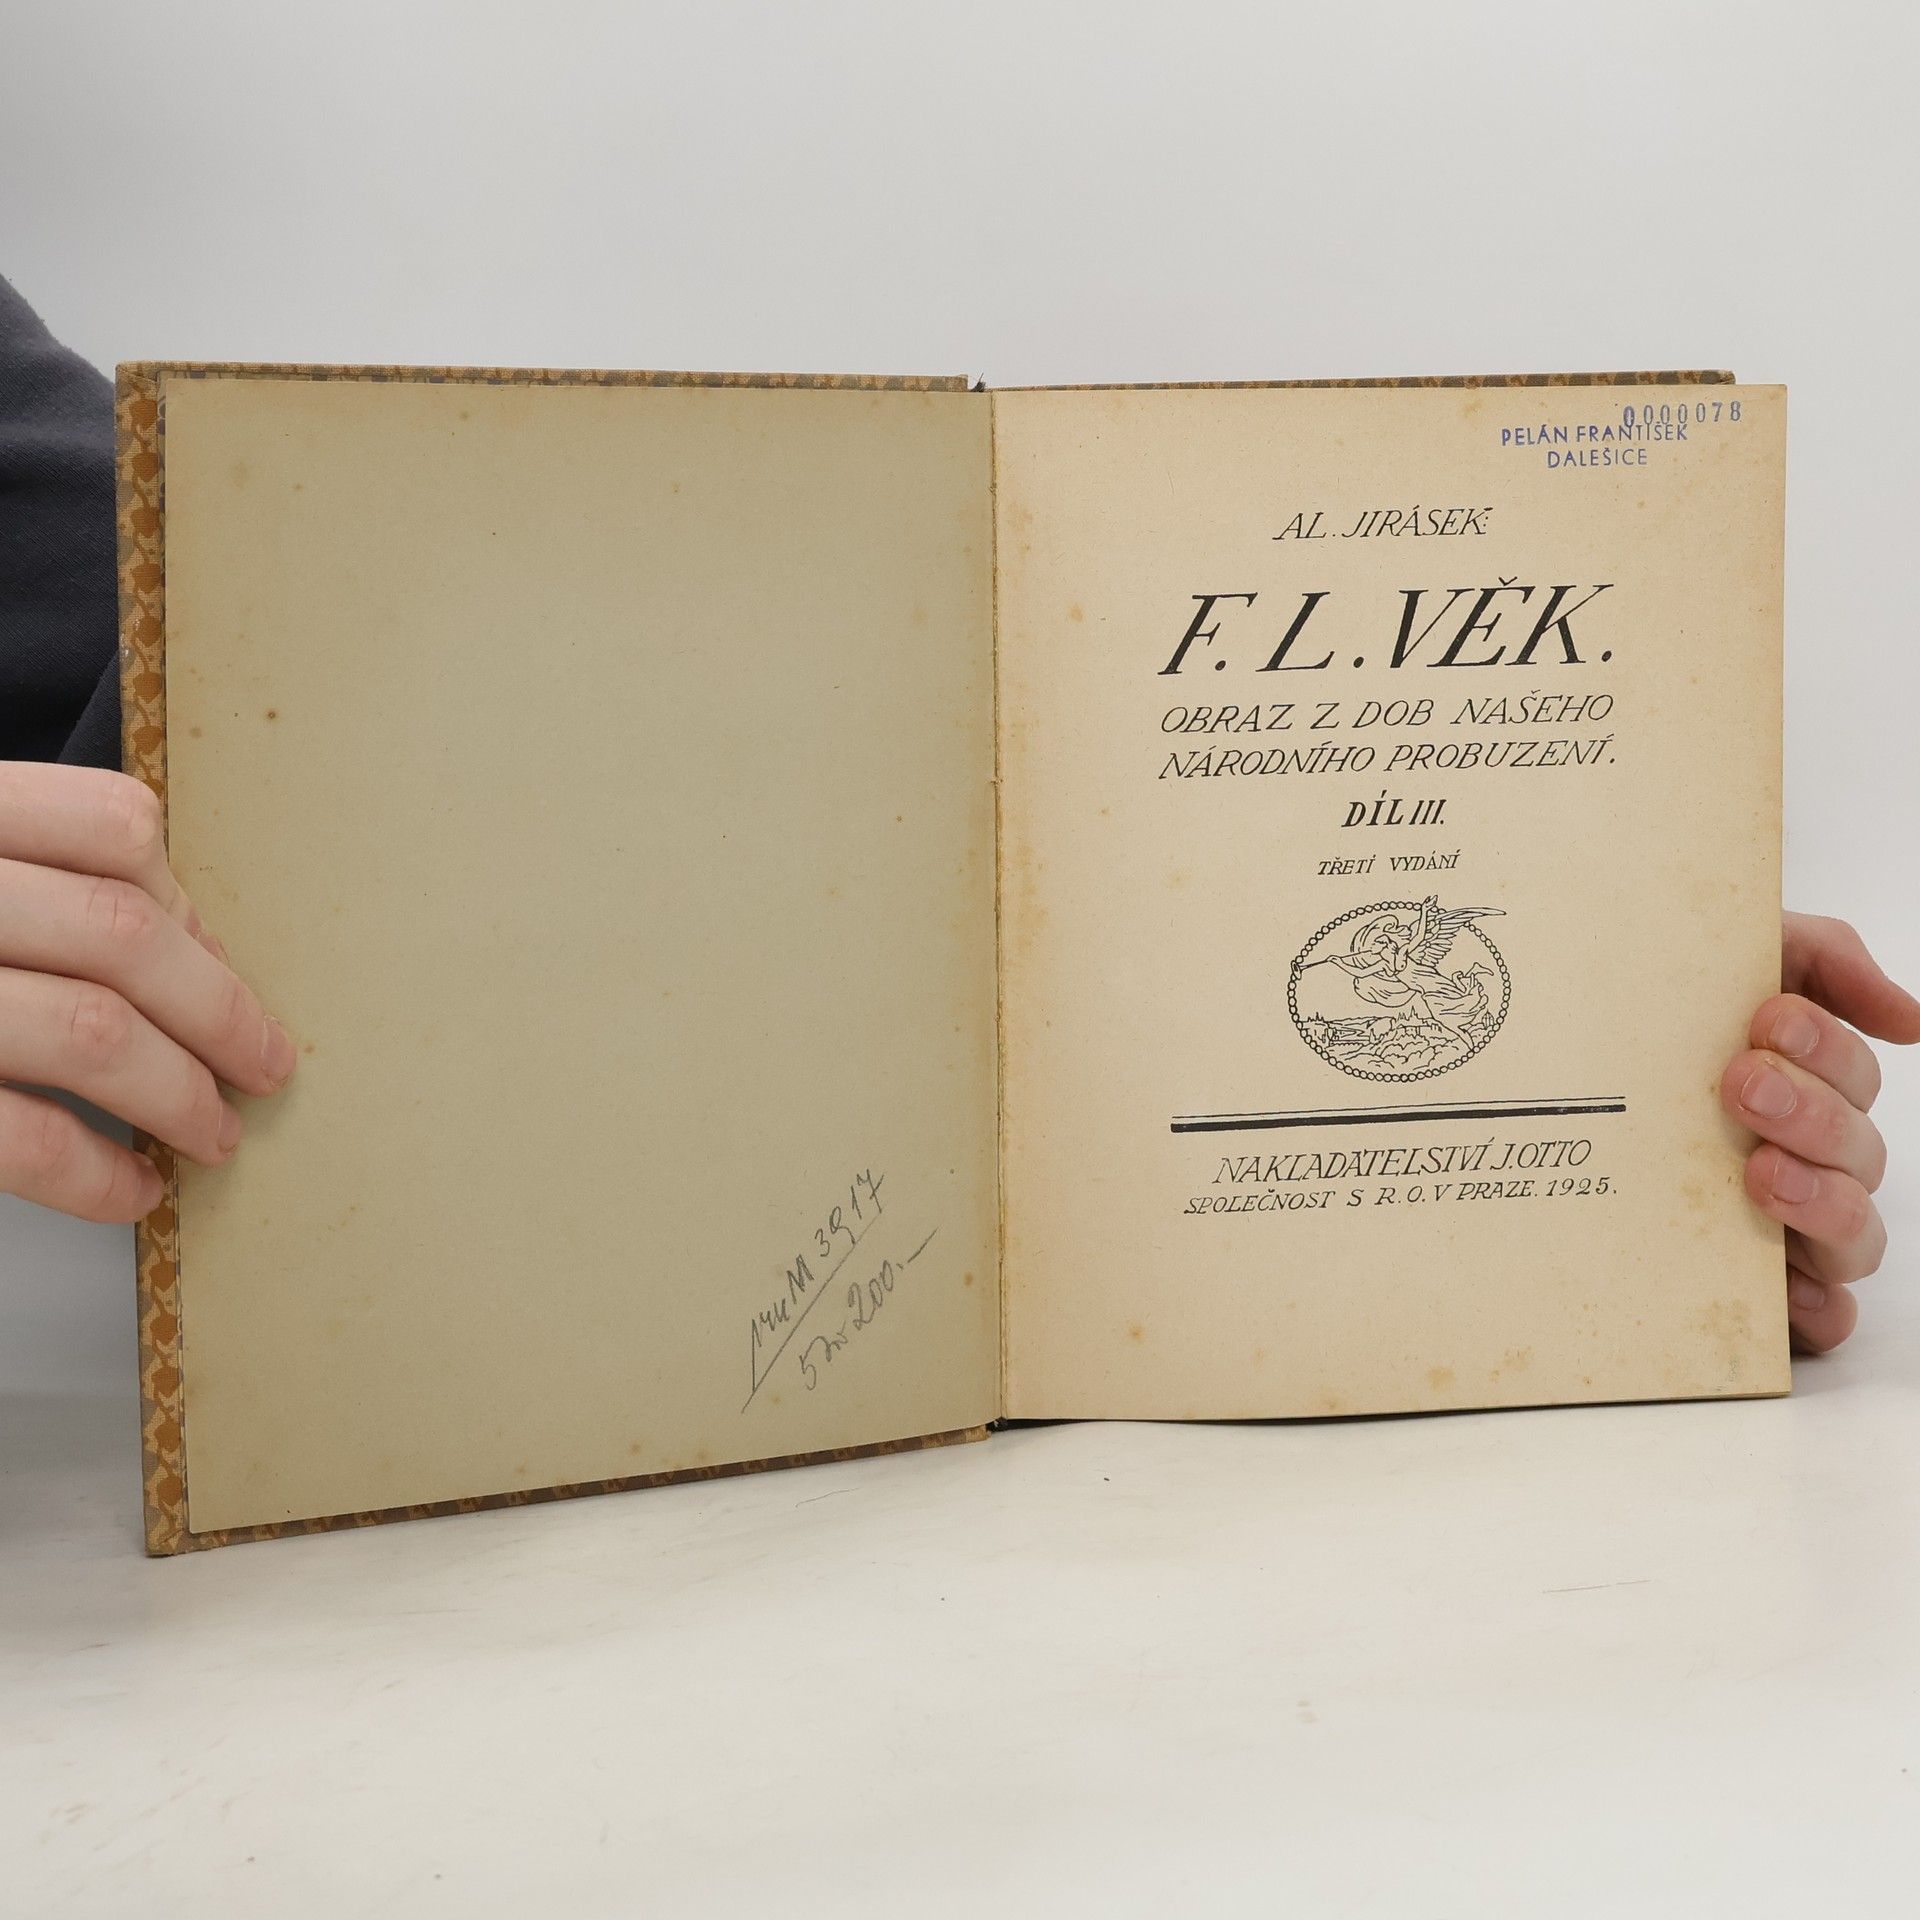 0000078
PELÁN FRANTIŠEK
DALEŠICE
AL. JIRÁSEK:
F. L. VĚK.
OBRAZ Z DOB NAŠEHO
NÁRODNÍHO PROBUZENÍ.
DÍL III.
TŘETÍ VYDÁNÍ
NAKLADATELSTVÍ J. OTTO
SPOLEČNOST S R. O. V PRAZE. 1925.
3917
200.-